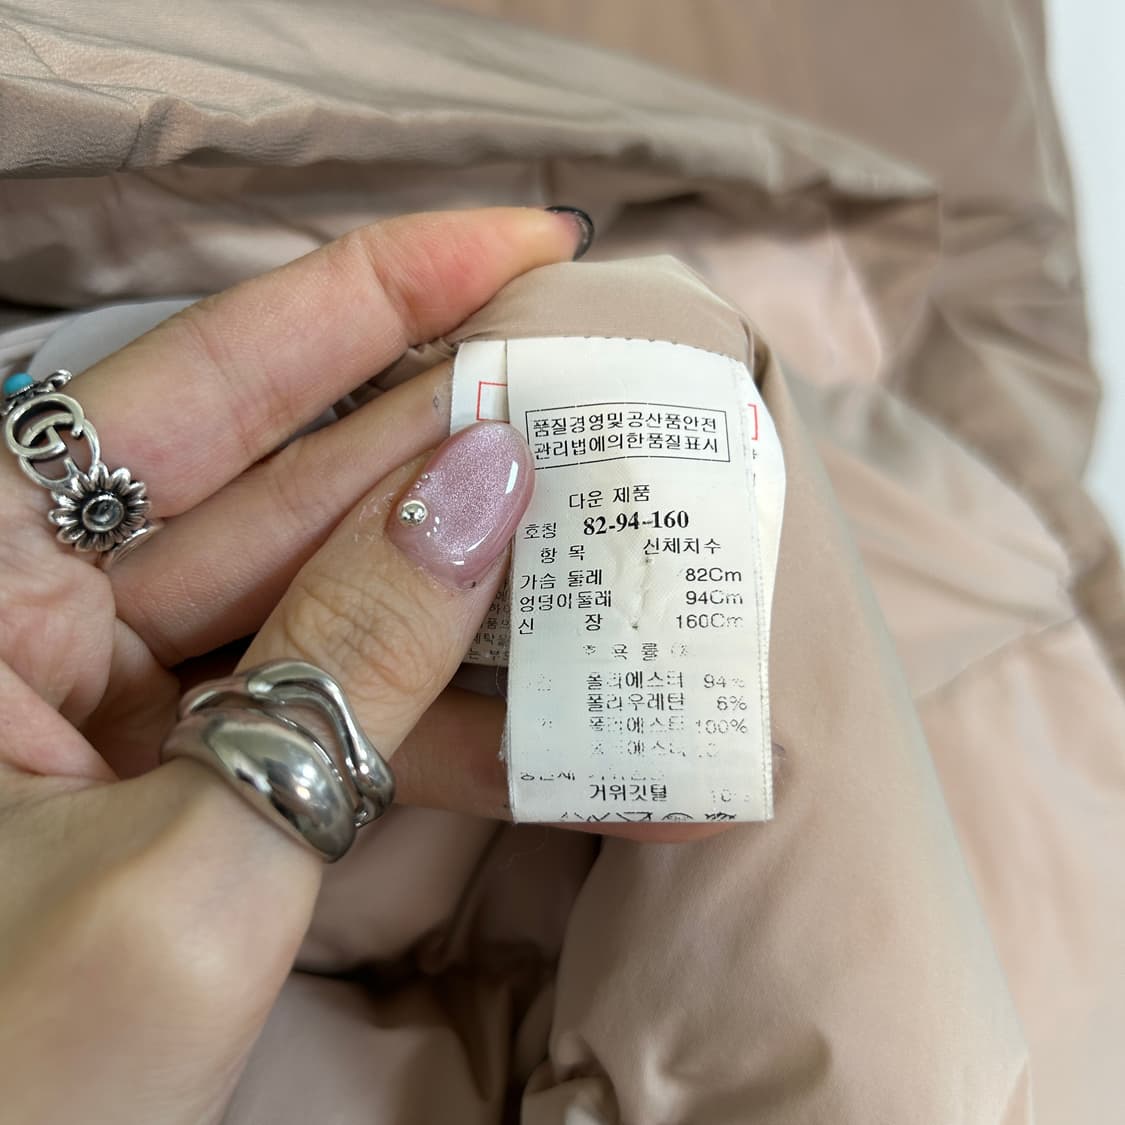 품질경영및공산품안전
관리법에의한품질표시
다운 제품
호칭 82-94-160
항 목 신체치수
가슴 둘레 82Cm
엉덩이둘레 94Cm
신 장 160Cm
폴리에스터 94%
폴리우레탄 6%
폴리에스터 100%
거위깃털